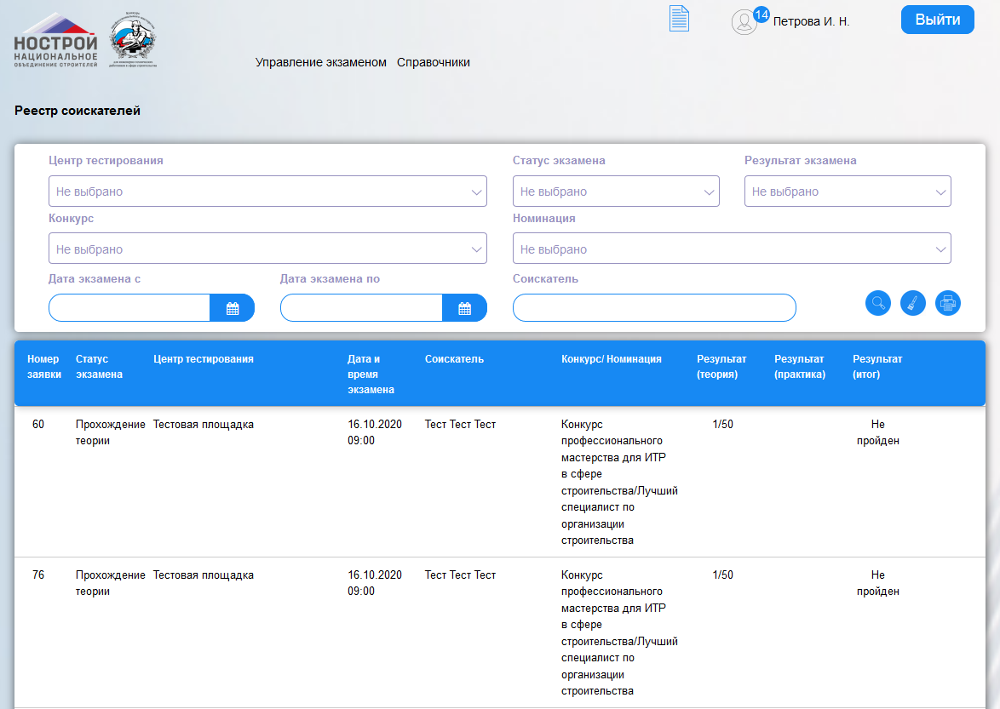 НОСТРОЙ
НАЦИОНАЛЬНОЕ
ОБЪЕДИНЕНИЕ СТРОИТЕЛЕЙ
Конкурс
14
Петрова И. Н.
Выйти
Управление экзаменом Справочники
Реестр соискателей
Центр тестирования
Статус экзамена
Результат экзамена
Не выбрано
Не выбрано
Не выбрано
Конкурс
Номинация
Не выбрано
Не выбрано
Дата экзамена с
Дата экзамена по
Соискатель
Номер
заявки
Статус
экзамена
Центр тестирования
Дата и
время
экзамена
Соискатель
Конкурс/ Номинация
Результат
(теория)
Результат
(практика)
Результат
(итог)
60
Прохождение
теории
Тестовая площадка
16.10.2020
09:00
Тест Тест Тест
Конкурс
профессионального
мастерства для ИТР
в сфере
строительства/Лучший
специалист по
организации
строительства
1/50
Не
пройден
76
Прохождение
теории
Тестовая площадка
16.10.2020
09:00
Тест Тест Тест
Конкурс
профессионального
мастерства для ИТР
в сфере
строительства/Лучший
специалист по
организации
строительства
1/50
Не
пройден